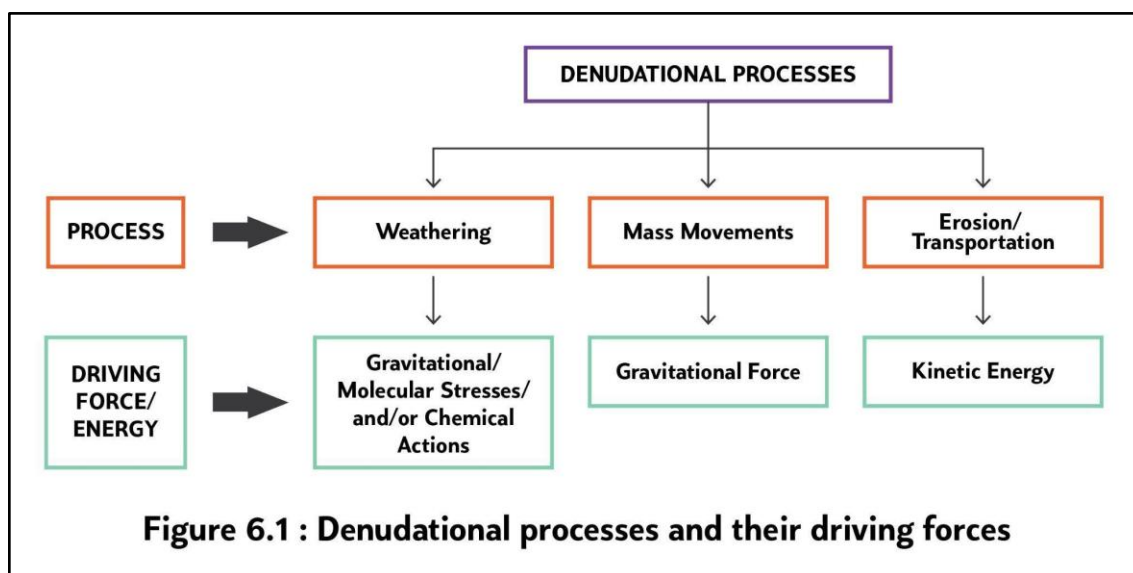 DENUDATIONAL PROCESSES
PROCESS
Weathering
Mass Movements
Erosion/
Transportation
DRIVING
FORCE/
ENERGY
Gravitational/
Molecular Stresses/
and/or Chemical
Actions
Gravitational Force
Kinetic Energy
Figure 6.1 : Denudational processes and their driving forces